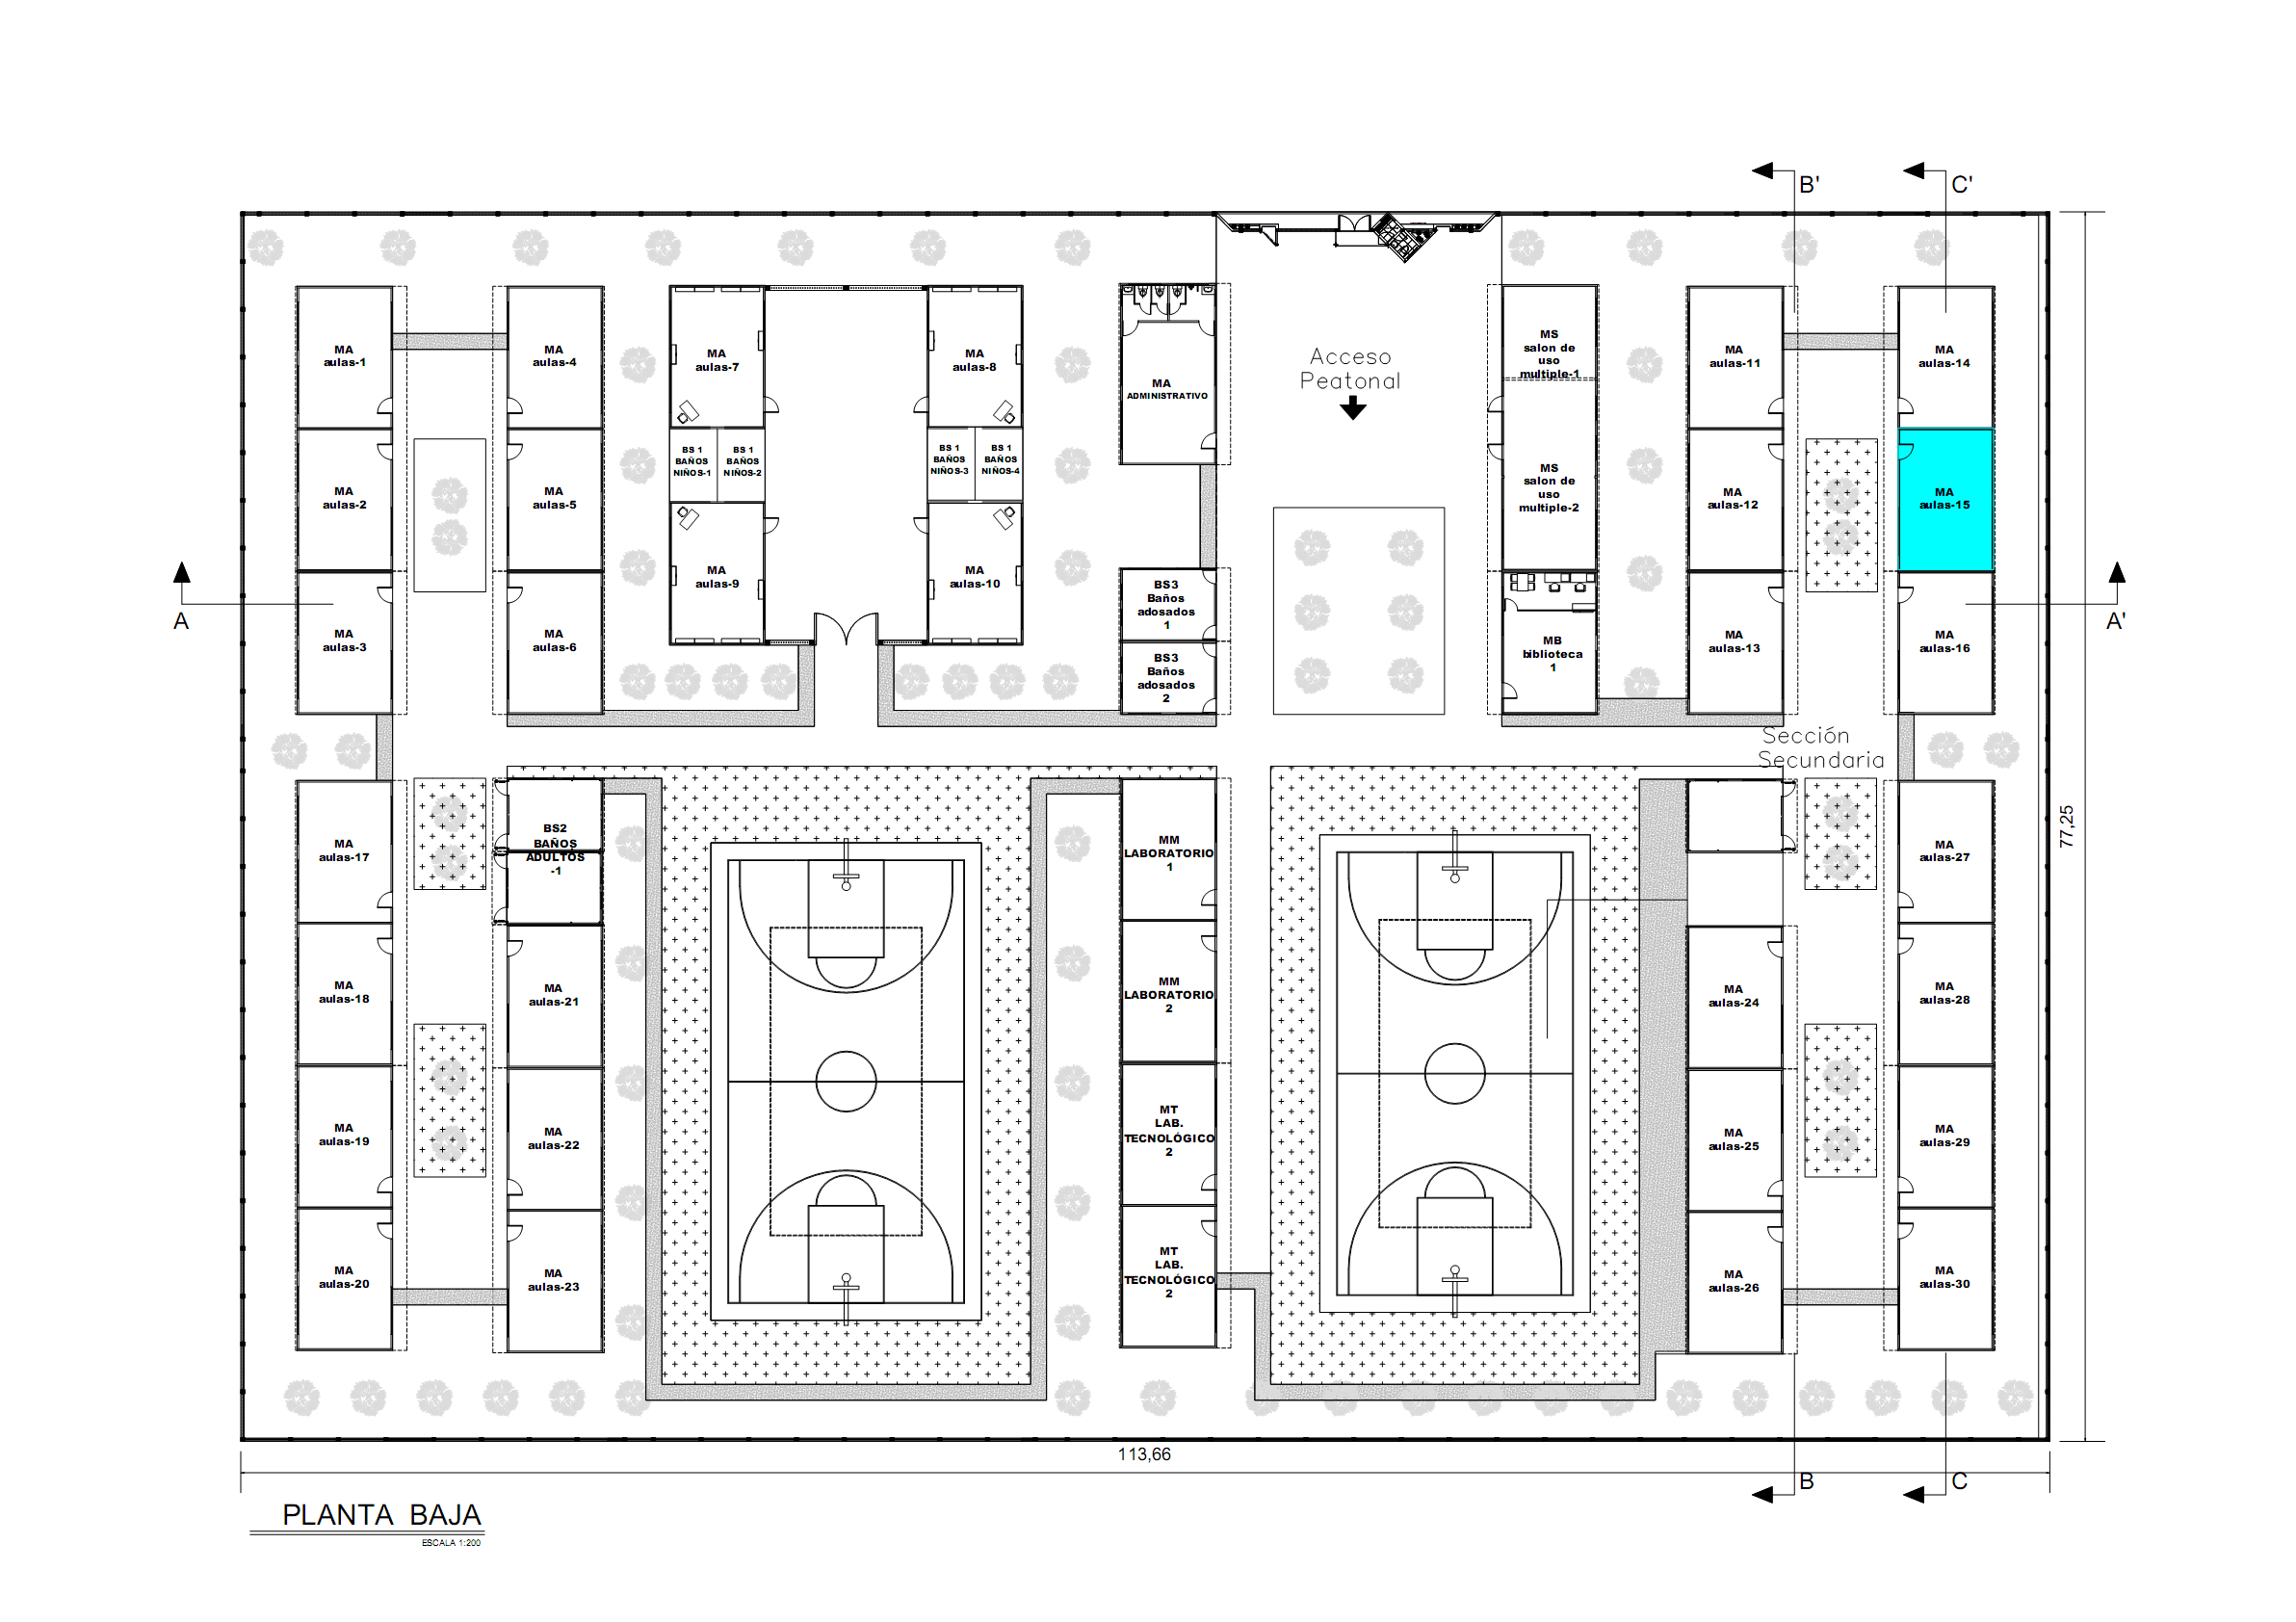 B'
C'
MA
aulas-1
MA
aulas-4
MA
aulas-7
MA
aulas-8
MA
ADMINISTRATIVO
Acceso
Peatonal
MS
salon de
uso
multiple-1
MA
aulas-11
MA
aulas-14
BS 1
BAÑOS
NIÑOS-1
BS 1
BAÑOS
NIÑOS-2
BS 1
BAÑOS
NIÑOS-3
BS 1
BAÑOS
NIÑOS-4
MA
aulas-2
MA
aulas-5
MS
salon de
uso
multiple-2
MA
aulas-12
MA
aulas-15
MA
aulas-9
MA
aulas-10
BS3
Baños
adosados
1
A
A'
MA
aulas-3
MA
aulas-6
BS3
Baños
adosados
2
MB
biblioteca
1
MA
aulas-13
MA
aulas-16
Sección
Secundaria
77,25
MA
aulas-17
BS2
BAÑOS
ADULTOS
-1
MM
LABORATORIO
1
MA
aulas-27
MA
aulas-18
MA
aulas-21
MM
LABORATORIO
2
MA
aulas-24
MA
aulas-28
MA
aulas-19
MA
aulas-22
MT
LAB.
TECNOLÓGICO
2
MA
aulas-25
MA
aulas-29
MA
aulas-20
MA
aulas-23
MT
LAB.
TECNOLÓGICO
2
MA
aulas-26
MA
aulas-30
113,66
B
C
PLANTA BAJA
ESCALA 1:200